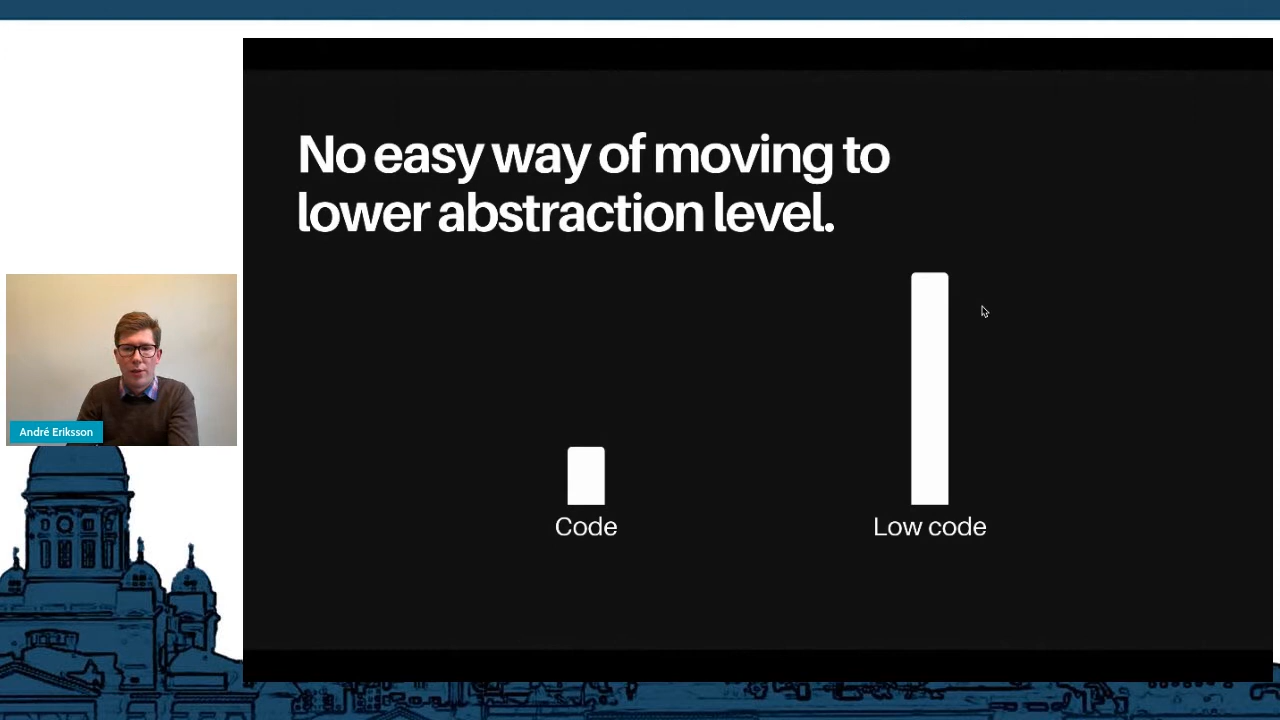 No easy way of moving to
lower abstraction level.
André Eriksson
Code
Low code